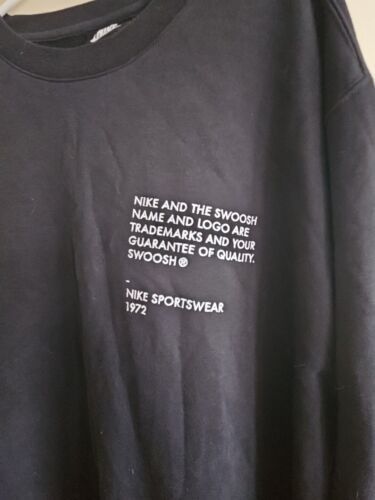 NIKE AND THE SWOOSH
NAME AND LOGO ARE
TRADEMARKS AND YOUR
GUARANTEE OF QUALITY.
SWOOSH®
-
NIKE SPORTSWEAR
1972